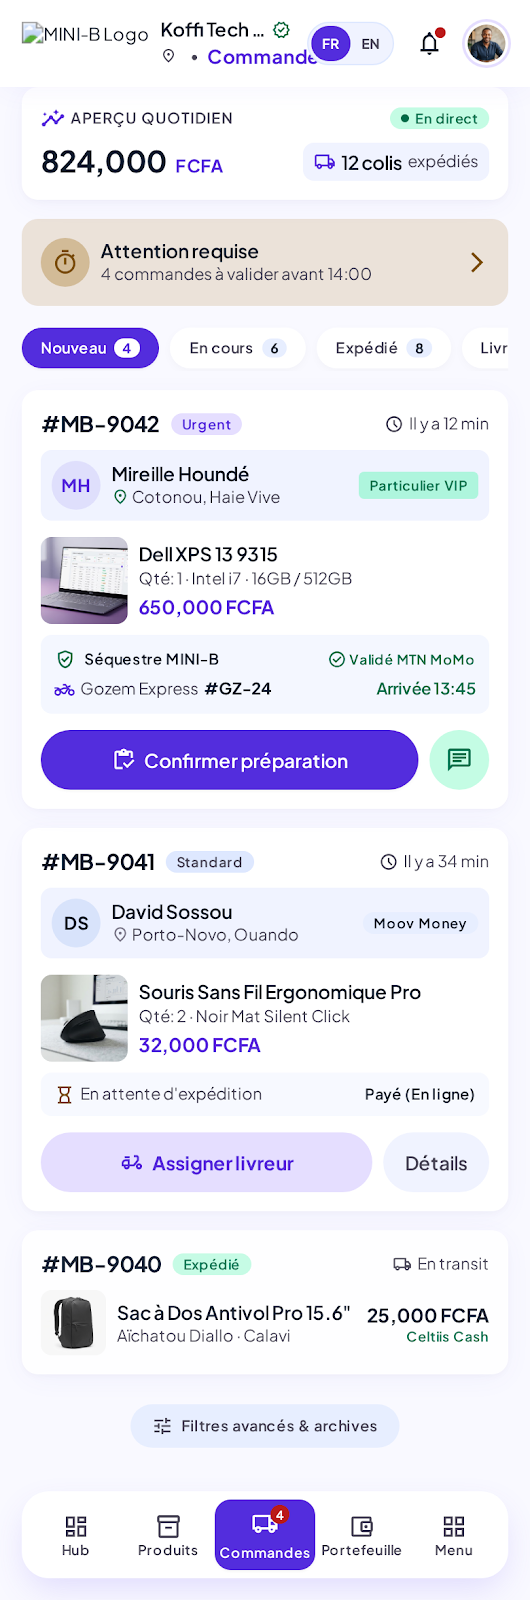 MINI-B Logo
Koffi Tech ...
• Commande
FR EN
APERÇU QUOTIDIEN
En direct
824,000 FCFA
12 colis expédiés
Attention requise
4 commandes à valider avant 14:00
Nouveau 4
En cours 6
Expédié 8
Livr
#MB-9042 Urgent
Il y a 12 min
MH
Mireille Houndé
Cotonou, Haie Vive
Particulier VIP
Dell XPS 13 9315
Qté: 1 · Intel i7 · 16GB / 512GB
650,000 FCFA
Séquestre MINI-B
Validé MTN MoMo
Gozem Express #GZ-24
Arrivée 13:45
Confirmer préparation
#MB-9041 Standard
Il y a 34 min
DS
David Sossou
Porto-Novo, Ouando
Moov Money
Souris Sans Fil Ergonomique Pro
Qté: 2 · Noir Mat Silent Click
32,000 FCFA
En attente d'expédition
Payé (En ligne)
Assigner livreur
Détails
#MB-9040 Expédié
En transit
Sac à Dos Antivol Pro 15.6"
25,000 FCFA
Aïchatou Diallo · Calavi
Celtiis Cash
Filtres avancés & archives
4
Hub
Produits
Commandes
Portefeuille
Menu